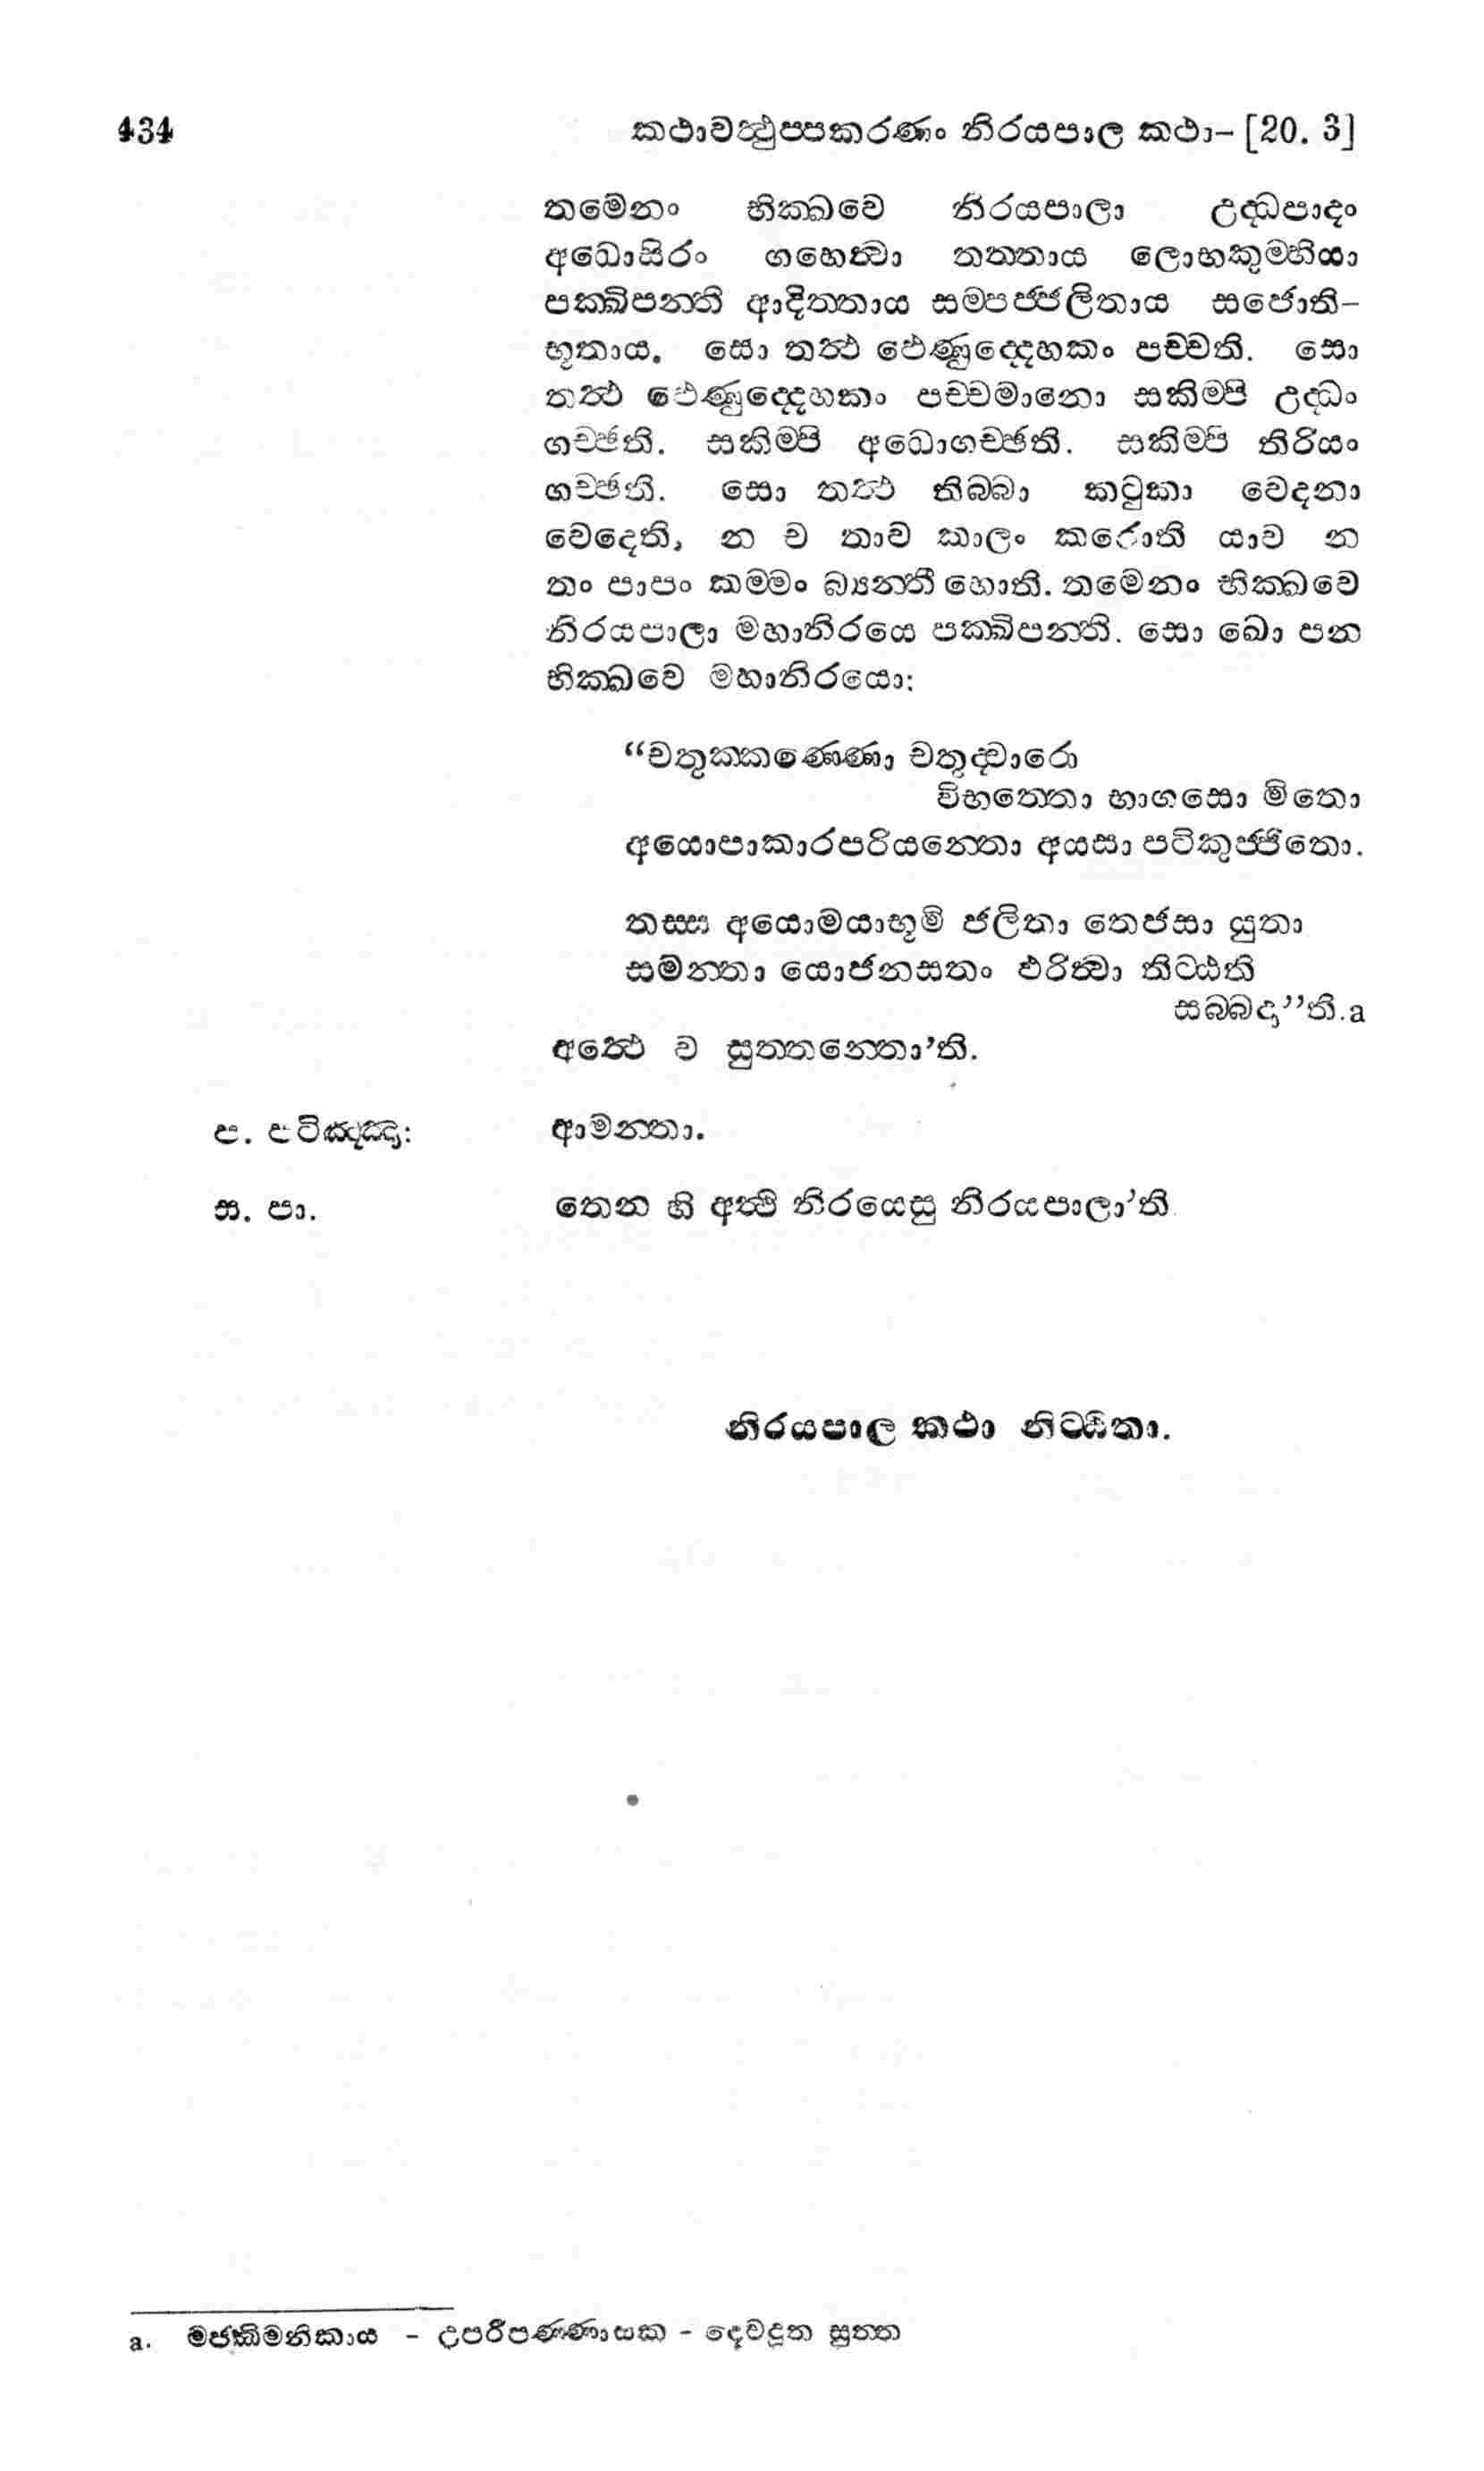 434 කථාවත්‍ථුප්පකරණං නිරයපාල කථා– [20. 3]
තමේනං භික්ඛවෙ නිරයපාලා උද්ධපාදං
අධොසිරං ගහෙත්‍වා තත්තාය ලොභකුම්භියා
පක්ඛිපන්ති ආදිත්තාය සම්පජ්ජලිතාය සජොති–
භූතාය. සො තත්‍ථ ඵෙණුද්දෙහකං පච්චති. සො
තත්‍ථ ඵෙණුද්දෙහකං පච්චමානො සකිම්පි උද්ධං
ගච්ඡති. සකිම්පි අධොගච්ඡති. සකිම්පි තිරියං
ගච්ඡති. සො තත්‍ථ තිබ්බා කටුකා වෙදනා
වෙදෙති, න ච තාව කාලං කරොති යාව න
තං පාපං කම්මං බ්‍යන්තී හොති. තමෙනං භික්ඛවෙ
නිරයපාලා මහානිරයෙ පක්ඛිපන්ති. සො ඛො පන
භික්ඛවෙ මහානිරයො:
“චතුක්කණ්ණො චතුද්වාරො
විභත්තො භාගසො මිතො
අයොපාකාරපරියන්තො අයසා පටිකුජ්ජිතො.
තස්ස අයොමයාභූමි ජලිතා තෙජසා යුතා
සමන්තා යොජනසතං ඵරිත්‍වා තිට්ඨති
සබ්බදා’’ති.a
අත්‍ථෙ ව සුත්තන්තො’ති.
ප. පටිඤ්ඤා: ආමන්තා.
ස. පා. තෙන හි අත්‍ථි නිරයෙසු නිරයපාලා’ති
නිරයපාල කථා නිට්ඨිතා.
a. මජ්ඣිමනිකාය - උපරිපණ්ණාසක - දෙවදූත සුත්ත